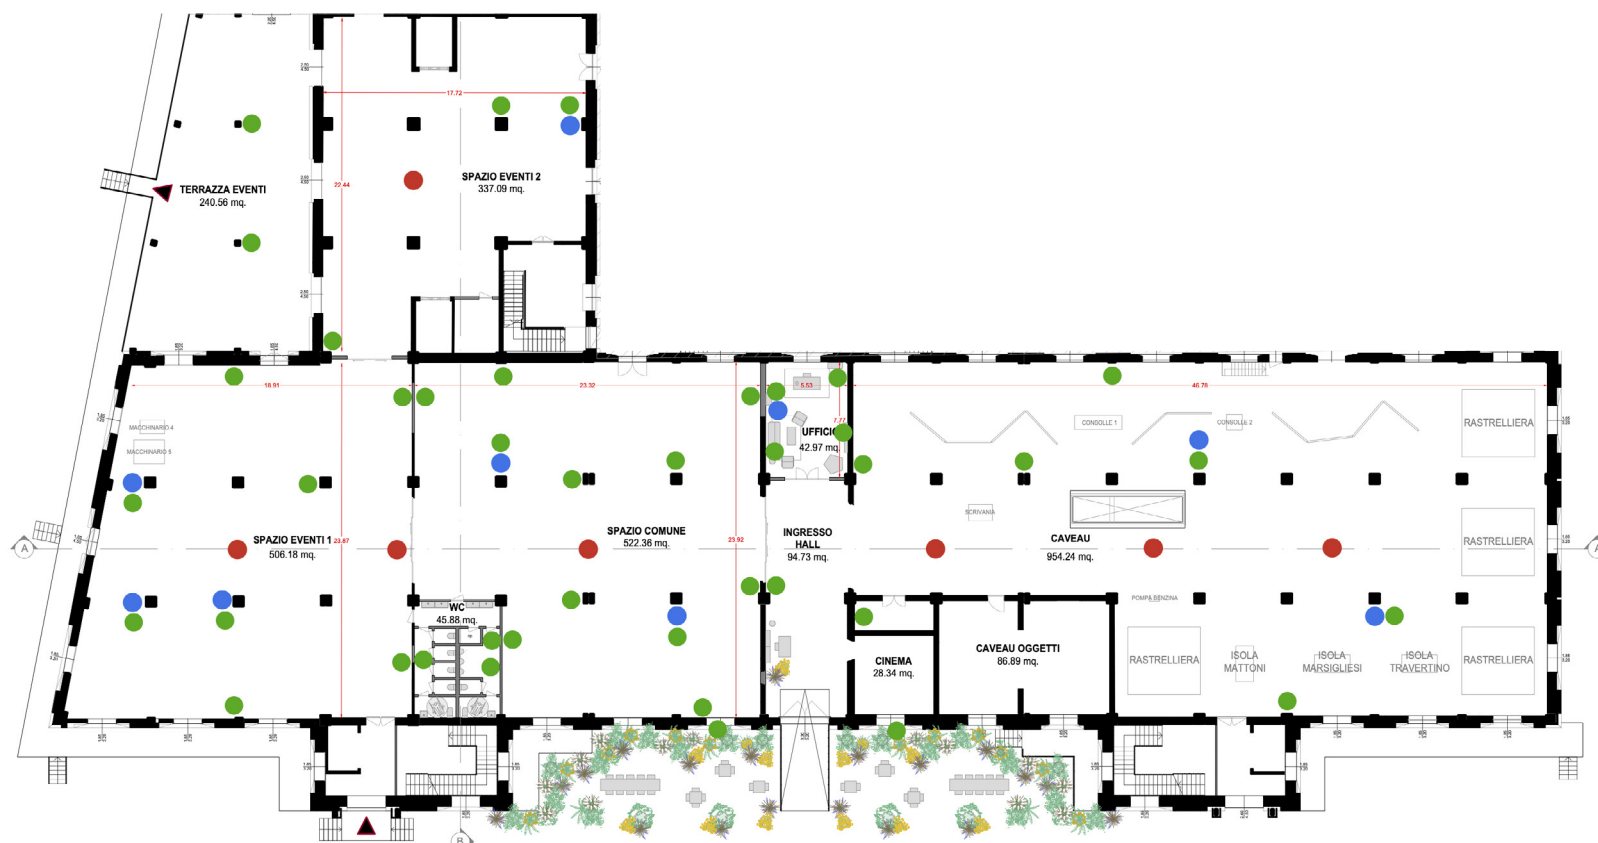 17.72
22.44
TERRAZZA EVENTI
240.56 mq.
SPAZIO EVENTI 2
337.09 mq.
18.91
23.32
5.53
46.78
7.77
MACCHINARIO 4
MACCHINARIO 5
UFFICIO
42.97 mq.
CONSOLLE 1
CONSOLLE 2
RASTRELLIERA
SCRIVANIA
A
SPAZIO EVENTI 1
506.18 mq.
23.87
SPAZIO COMUNE
522.36 mq.
23.92
INGRESSO
HALL
94.73 mq.
CAVEAU
954.24 mq.
RASTRELLIERA
A
WC
45.88 mq.
POMPA BENZINA
CINEMA
28.34 mq.
CAVEAU OGGETTI
86.89 mq.
RASTRELLIERA
ISOLA
MATTONI
ISOLA
MARSIGLIESI
ISOLA
TRAVERTINO
RASTRELLIERA
B